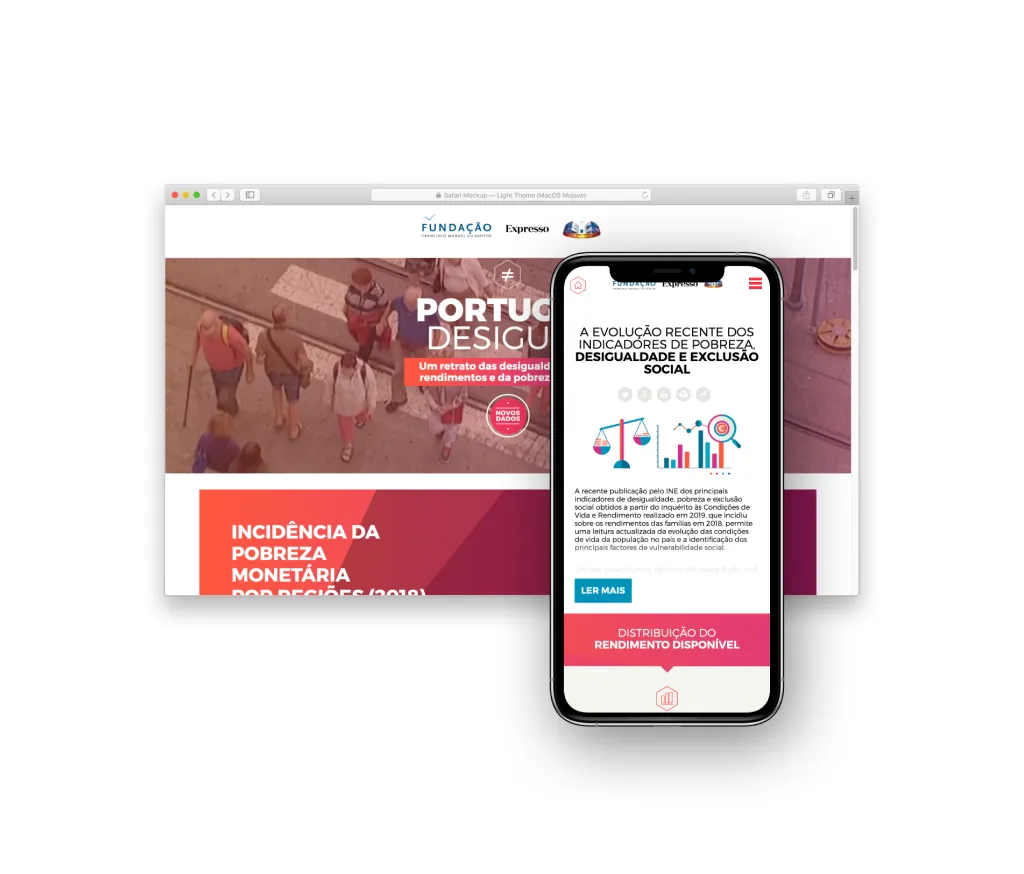 Safari Mockup — Light Theme (MacOS Mojave)
FUNDAÇÃO
FRANCISCO MANUEL DOS SANTOS
Expresso
SIC
PORTUG
DESIGU
Um retrato das desiguald
rendimentos e da pobrez
NOVOS
DADOS
INCIDÊNCIA DA
POBREZA
MONETÁRIA
POR REGIÕES (2018)
FUNDAÇÃO
Expresso
A EVOLUÇÃO RECENTE DOS
INDICADORES DE POBREZA,
DESIGUALDADE E EXCLUSÃO
SOCIAL
A recente publicação pelo INE dos principais
indicadores de desigualdade, pobreza e exclusão
social obtidos a partir do Inquérito às Condições de
Vida e Rendimento realizado em 2019, que incidiu
sobre os rendimentos das famílias em 2018, permite
uma leitura actualizada da evolução das condições
de vida da população no país e a identificação dos
principais factores de vulnerabilidade social.
LER MAIS
DISTRIBUIÇÃO DO
RENDIMENTO DISPONÍVEL